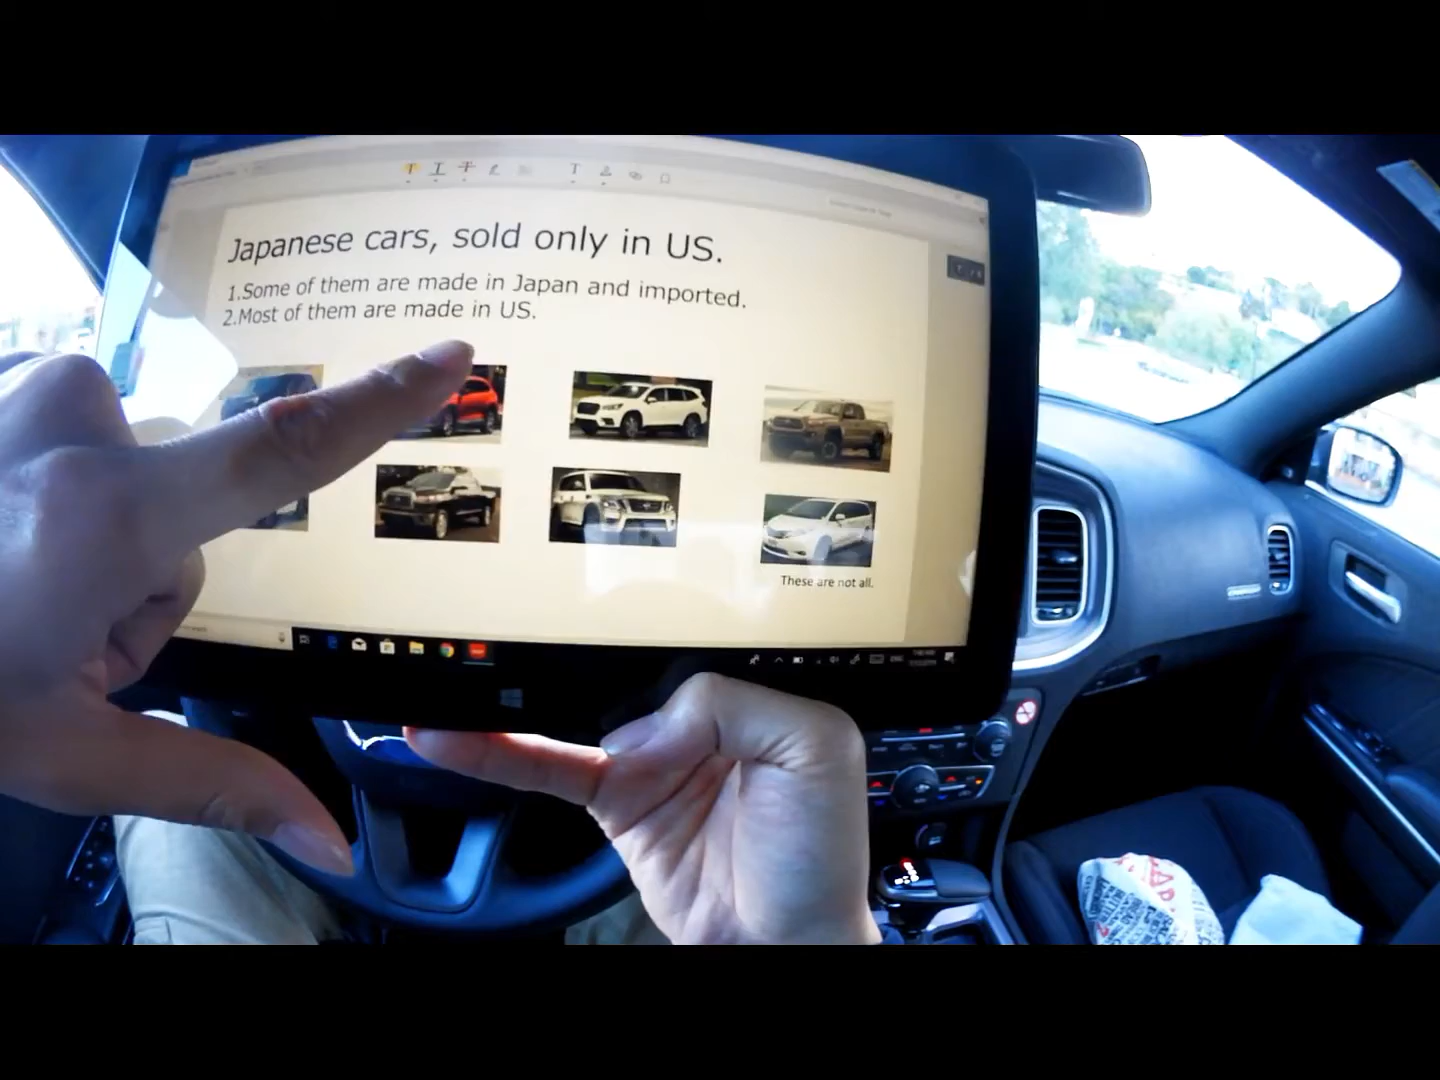 Japanese cars, sold only in US.
1.Some of them are made in Japan and imported.
2.Most of them are made in US.
These are not all.